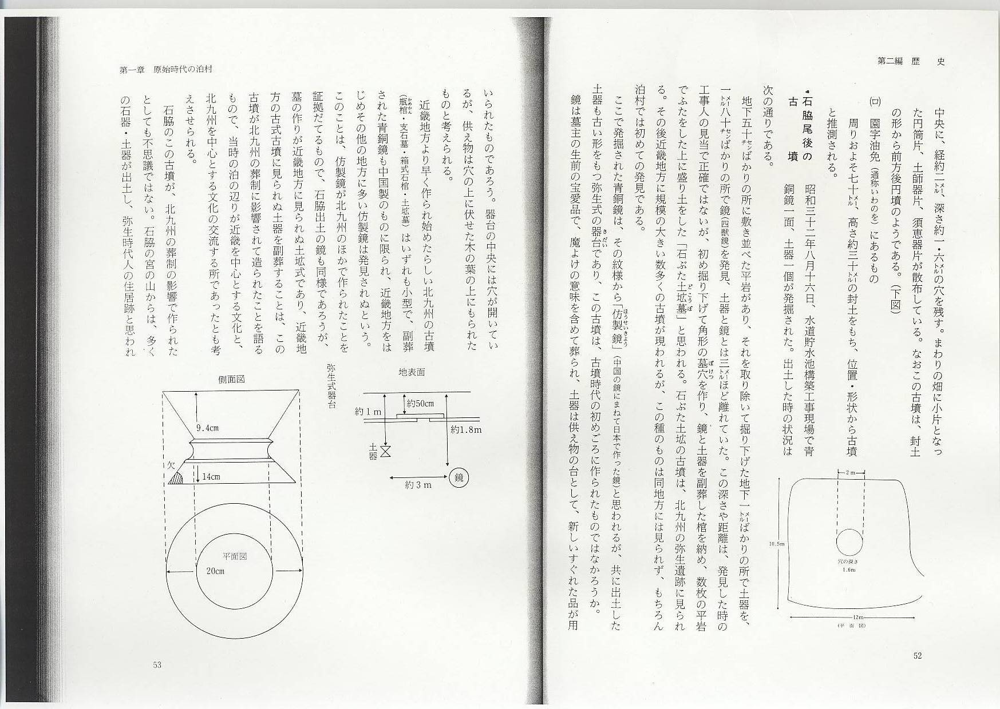 第二編　歴　　史
中央に、経約二㍍、深さ約一・六㍍の穴を残す。まわりの畑に小片となっ
た円筒片、土師器片、須恵器片が散布している。なおこの古墳は、封土
の形から前方後円墳のようである。（下図）
㈺　園字油免（通称いわのを）にあるもの
周りおよそ七十㍍、高さ約三十㍍の封土をもち、位置・形状から古墳
と推測される。
・石脇尾後の
古　墳
昭和三十二年八月十六日、水道貯水池構築工事現場で青
銅鏡一面、土器一個が発掘された。出土した時の状況は
次の通りである。
地下五十㌢ばかりの所に敷き並べた平岩があり、それを取り除いて掘り下げた地下一㍍ばかりの所で土器を、
一㍍八十㌢ばかりの所で鏡（四獣鏡）を発見、土器と鏡とは三㍍ほど離れていた。この深さや距離は、発見した時の
工事人の見当で正確ではないが、初め掘り下げて角形の墓穴を作り、鏡と土器を副葬した棺を納め、数枚の平岩
ぼけつ
でふたをした上に盛り土をした「石ぶた土垃墓」と思われる。石ぶた土垃の古墳は、北九州の弥生遺跡に見られ
どこうぼ
る。その後近畿地方に規模の大きい数多くの古墳が現われるが、この種のものは同地方には見られず、もちろん
泊村では初めての発見である。
ここで発掘された青銅鏡は、その紋様から「仿製鏡」（中国の鏡にまねて日本で作った鏡）と思われるが、共に出土した
ほうせいきょう
土器も古い形をもつ弥生式の器台であり、この古墳は、古墳時代の初めごろに作られたものではなかろうか。
きだい
鏡は墓主の生前の宝愛品で、魔よけの意味を含めて葬られ、土器は供え物の台として、新しいすぐれた品が用
2m
10.5m
穴の深さ
1.6m
12m
（平　面　図）
52
第一章　原始時代の泊村
いられたものであろう。器台の中央には穴が開いてい
るが、供え物は穴の上に伏せた木の葉の上にもられた
ものと考えられる。
近畿地方より早く作られ始めたらしい北九州の古墳
（瓶棺・支石墓・箱式石棺・土垃墓）はいずれも小型で、副葬
かめかん
された青銅鏡も中国製のものに限られ、近畿地方をは
じめその他の地方に多い仿製鏡は発見されぬという。
このことは、仿製鏡が北九州のほかで作られたことを
証拠だてるもので、石脇出土の鏡も同様であろうが、
墓の作りが近畿地方に見られぬ土垃式であり、近畿地
方の古式古墳に見られぬ土器を副葬することは、この
古墳が北九州の葬制に影響されて造られたことを語る
もので、当時の泊の辺りが近畿を中心とする文化と、
北九州を中心とする文化の交流する所であったとも考
えさせられる。
石脇のこの古墳が、北九州の葬制の影響で作られた
としても不思議ではない。石脇の宮の山からは、多く
の石器・土器が出土し、弥生時代人の住居跡と思われ
地表面
約50cm
約1m
約1.8m
土器
鏡
約3m
弥生式器台
側面図
9.4cm
欠
14cm
平面図
20cm
53